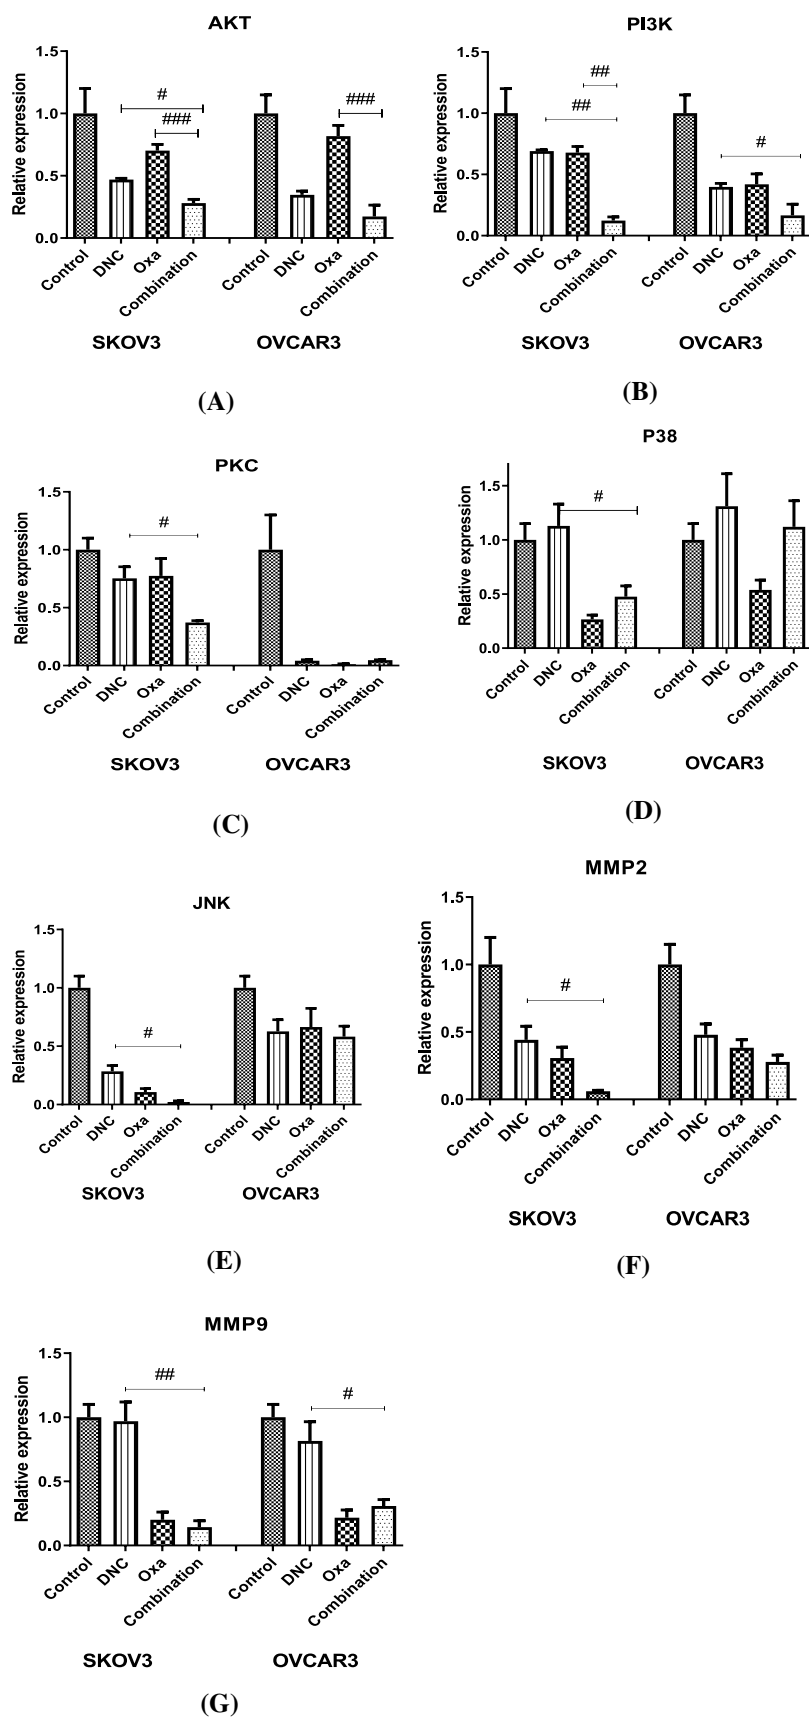 AKT
Relative expression
1.5
1.0
0.5
0.0
#
###
###
Control
DNC
Oxa
Combination
Control
DNC
Oxa
Combination
SKOV3
OVCAR3
(A)
PI3K
Relative expression
1.5
1.0
0.5
0.0
##
##
#
Control
DNC
Oxa
Combination
Control
DNC
Oxa
Combination
SKOV3
OVCAR3
(B)
PKC
Relative expression
1.5
1.0
0.5
0.0
#
Control
DNC
Oxa
Combination
Control
DNC
Oxa
Combination
SKOV3
OVCAR3
(C)
P38
Relative expression
1.5
1.0
0.5
0.0
#
Control
DNC
Oxa
Combination
Control
DNC
Oxa
Combination
SKOV3
OVCAR3
(D)
JNK
Relative expression
1.5
1.0
0.5
0.0
#
Control
DNC
Oxa
Combination
Control
DNC
Oxa
Combination
SKOV3
OVCAR3
(E)
MMP2
Relative expression
1.5
1.0
0.5
0.0
#
Control
DNC
Oxa
Combination
Control
DNC
Oxa
Combination
SKOV3
OVCAR3
(F)
MMP9
Relative expression
1.5
1.0
0.5
0.0
##
#
Control
DNC
Oxa
Combination
Control
DNC
Oxa
Combination
SKOV3
OVCAR3
(G)